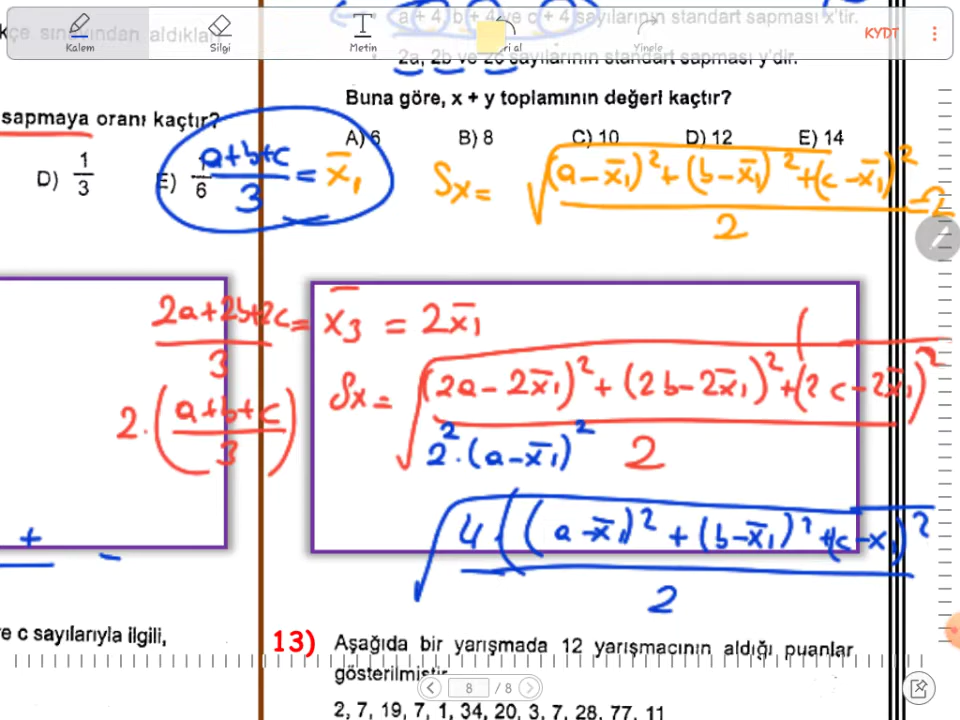 a + 4, b + 4 ve c + 4 sayılarının standart sapması x'tir.
Kalem
Silgi
Metin
Yinele
KYDT
2a, 2b ve 2c sayılarının standart sapması y'dir.
sapmaya oranı kaçtır?
D) 1/3
E) 1/6
Buna göre, x + y toplamının değeri kaçtır?
A) 6 B) 8 C) 10 D) 12 E) 14
(a+b+c)/3 = x̄₁
Sx = √(((a-x̄₁)²+(b-x̄₁)²+(c-x̄₁)²)/2) = 2
(2a+2b+2c)/3 = x̄₃ = 2x̄₁
2.((a+b+c)/3)
Sx = √(((2a-2x̄₁)²+(2b-2x̄₁)²+(2c-2x̄₁)²)/2)
2².(a-x̄₁)²
√(4.((a-x̄₁)²+(b-x̄₁)²+(c-x₁)²/2)
+ -
e c sayılarıyla ilgili,
13) Aşağıda bir yarışmada 12 yarışmacının aldığı puanlar
gösterilmiştir.
8 / 8
2, 7, 19, 7, 1, 34, 20, 3, 7, 28, 77, 11